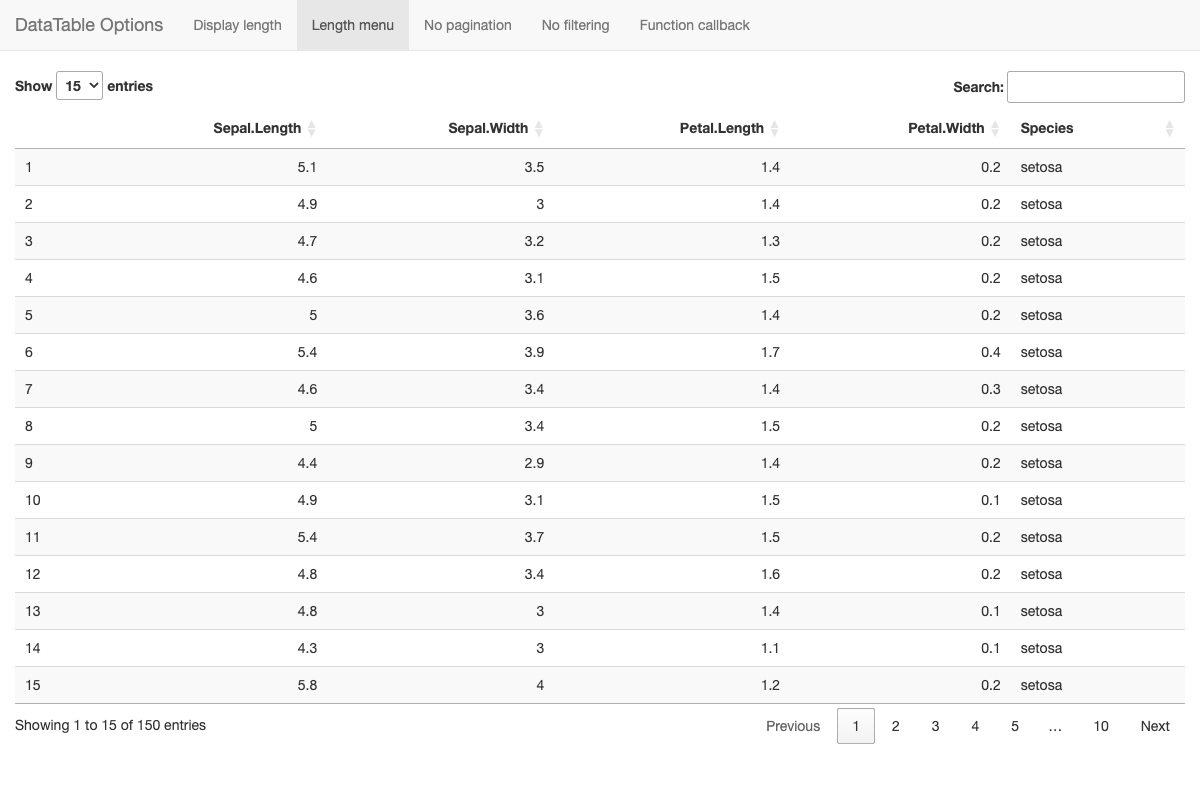 DataTable Options Display length Length menu No pagination No filtering Function callback
Show 15 entries Search:
Sepal.Length Sepal.Width Petal.Length Petal.Width Species
1 5.1 3.5 1.4 0.2 setosa
2 4.9 3 1.4 0.2 setosa
3 4.7 3.2 1.3 0.2 setosa
4 4.6 3.1 1.5 0.2 setosa
5 5 3.6 1.4 0.2 setosa
6 5.4 3.9 1.7 0.4 setosa
7 4.6 3.4 1.4 0.3 setosa
8 5 3.4 1.5 0.2 setosa
9 4.4 2.9 1.4 0.2 setosa
10 4.9 3.1 1.5 0.1 setosa
11 5.4 3.7 1.5 0.2 setosa
12 4.8 3.4 1.6 0.2 setosa
13 4.8 3 1.4 0.1 setosa
14 4.3 3 1.1 0.1 setosa
15 5.8 4 1.2 0.2 setosa
Showing 1 to 15 of 150 entries Previous 1 2 3 4 5 … 10 Next